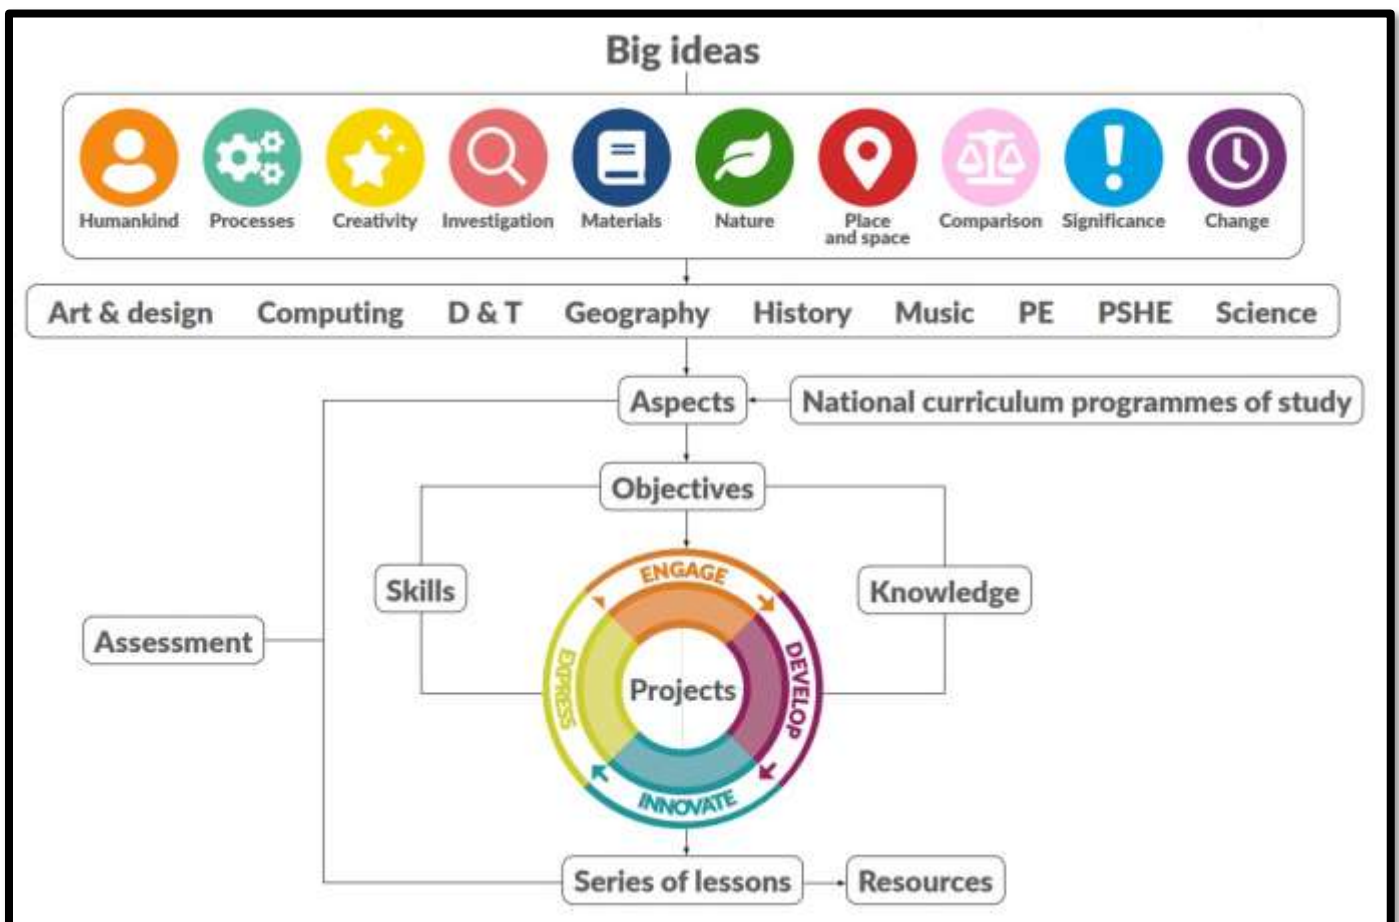 Big ideas
Humankind Processes Creativity Investigation Materials Nature Place and space Comparison Significance Change
Art & design Computing D & T Geography History Music PE PSHE Science
Aspects National curriculum programmes of study
Objectives
ENGAGE
Skills Knowledge
Assessment
EXPRESS Projects DEVELOP
INNOVATE
Series of lessons Resources